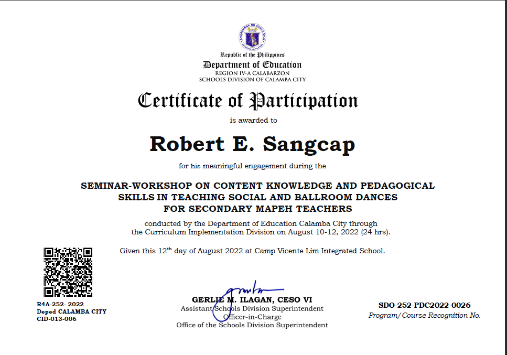 Republic of the Philippines
Department of Education
REGION IV-A CALABARZON
SCHOOLS DIVISION OF CALAMBA CITY
Certificate of Participation
is awarded to
Robert E. Sangcap
for his meaningful engagement during the
SEMINAR-WORKSHOP ON CONTENT KNOWLEDGE AND PEDAGOGICAL
SKILLS IN TEACHING SOCIAL AND BALLROOM DANCES
FOR SECONDARY MAPEH TEACHERS
conducted by the Department of Education Calamba City through
the Curriculum Implementation Division on August 10-12, 2022 (24 hrs).
Given this 12th day of August 2022 at Camp Vicente Lim Integrated School.
R4A-252- 2022
Deped CALAMBA CITY
CID-013-006
GERLIE M. ILAGAN, CESO VI
Assistant Schools Division Superintendent
Officer-in-Charge
Office of the Schools Division Superintendent
SDO-252 PDC2022-0026
Program/Course Recognition No.